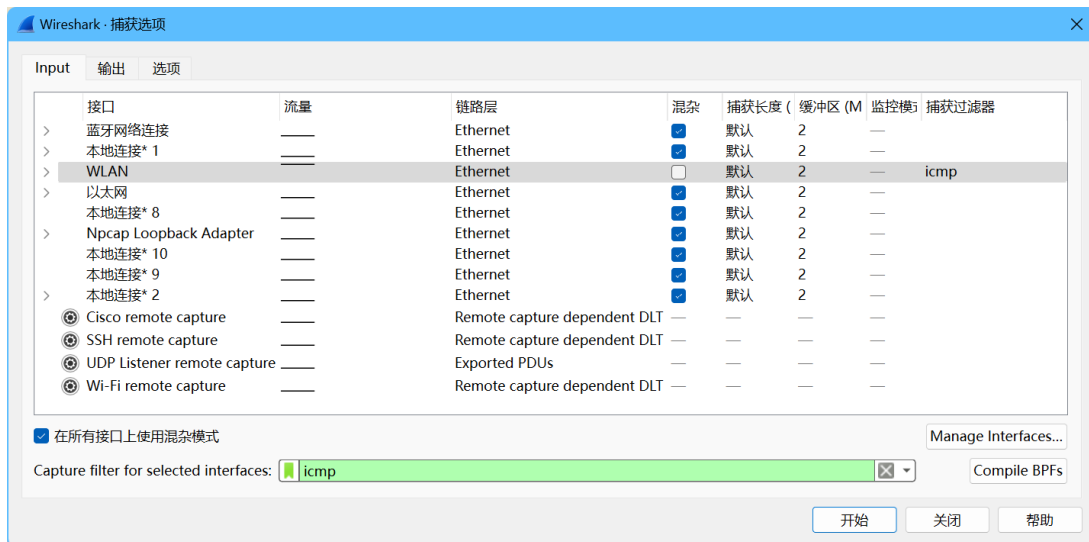 Wireshark · 捕获选项
Input 输出 选项
接口 流量 链路层 混杂 捕获长度 ( 缓冲区 (M 监控模式 捕获过滤器
蓝牙网络连接 Ethernet 默认 2 —
本地连接* 1 Ethernet 默认 2 —
WLAN Ethernet 默认 2 — icmp
以太网 Ethernet 默认 2 —
本地连接* 8 Ethernet 默认 2 —
Npcap Loopback Adapter Ethernet 默认 2 —
本地连接* 10 Ethernet 默认 2 —
本地连接* 9 Ethernet 默认 2 —
本地连接* 2 Ethernet 默认 2 —
Cisco remote capture Remote capture dependent DLT — — — —
SSH remote capture Remote capture dependent DLT — — — —
UDP Listener remote capture Exported PDUs — — — —
Wi-Fi remote capture Remote capture dependent DLT — — — —
在所有接口上使用混杂模式 Manage Interfaces...
Capture filter for selected interfaces: icmp Compile BPFs
开始 关闭 帮助